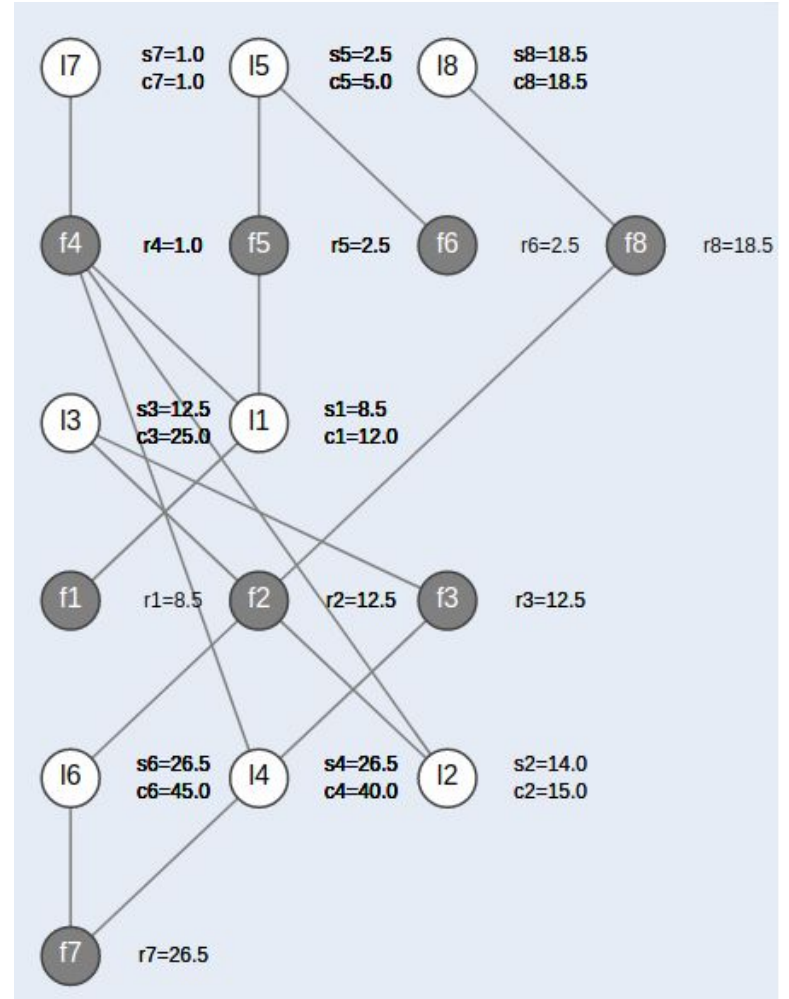 l7 s7=1.0 l5 s5=2.5 l8 s8=18.5
c7=1.0 c5=5.0 c8=18.5
f4 r4=1.0 f5 r5=2.5 f6 r6=2.5 f8 r8=18.5
l3 s3=12.5 l1 s1=8.5
c3=25.0 c1=12.0
f1 r1=8.5 f2 r2=12.5 f3 r3=12.5
l6 s6=26.5 l4 s4=26.5 l2 s2=14.0
c6=45.0 c4=40.0 c2=15.0
f7 r7=26.5